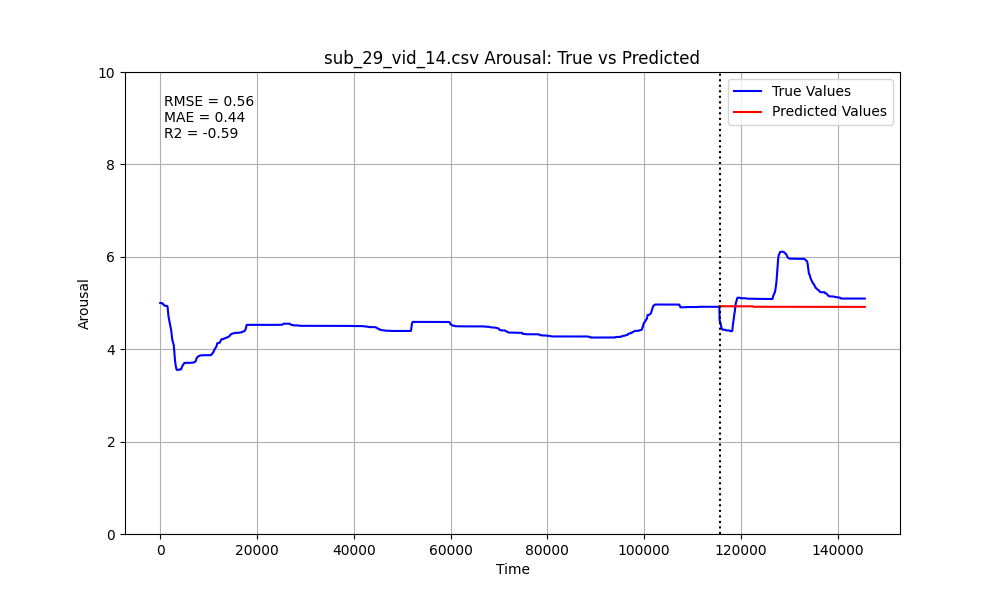 sub_29_vid_14.csv Arousal: True vs Predicted
RMSE = 0.56
MAE = 0.44
R2 = -0.59
True Values
Predicted Values
Arousal
10
8
6
4
2
0
0
20000
40000
60000
80000
100000
120000
140000
Time